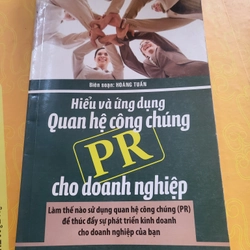 Biên soạn: HOÀNG TUẤN
Hiểu và ứng dụng
Quan hệ công chúng
PR
cho doanh nghiệp
Làm thế nào sử dụng quan hệ công chúng (PR)
để thúc đẩy sự phát triển kinh doanh
cho doanh nghiệp của bạn